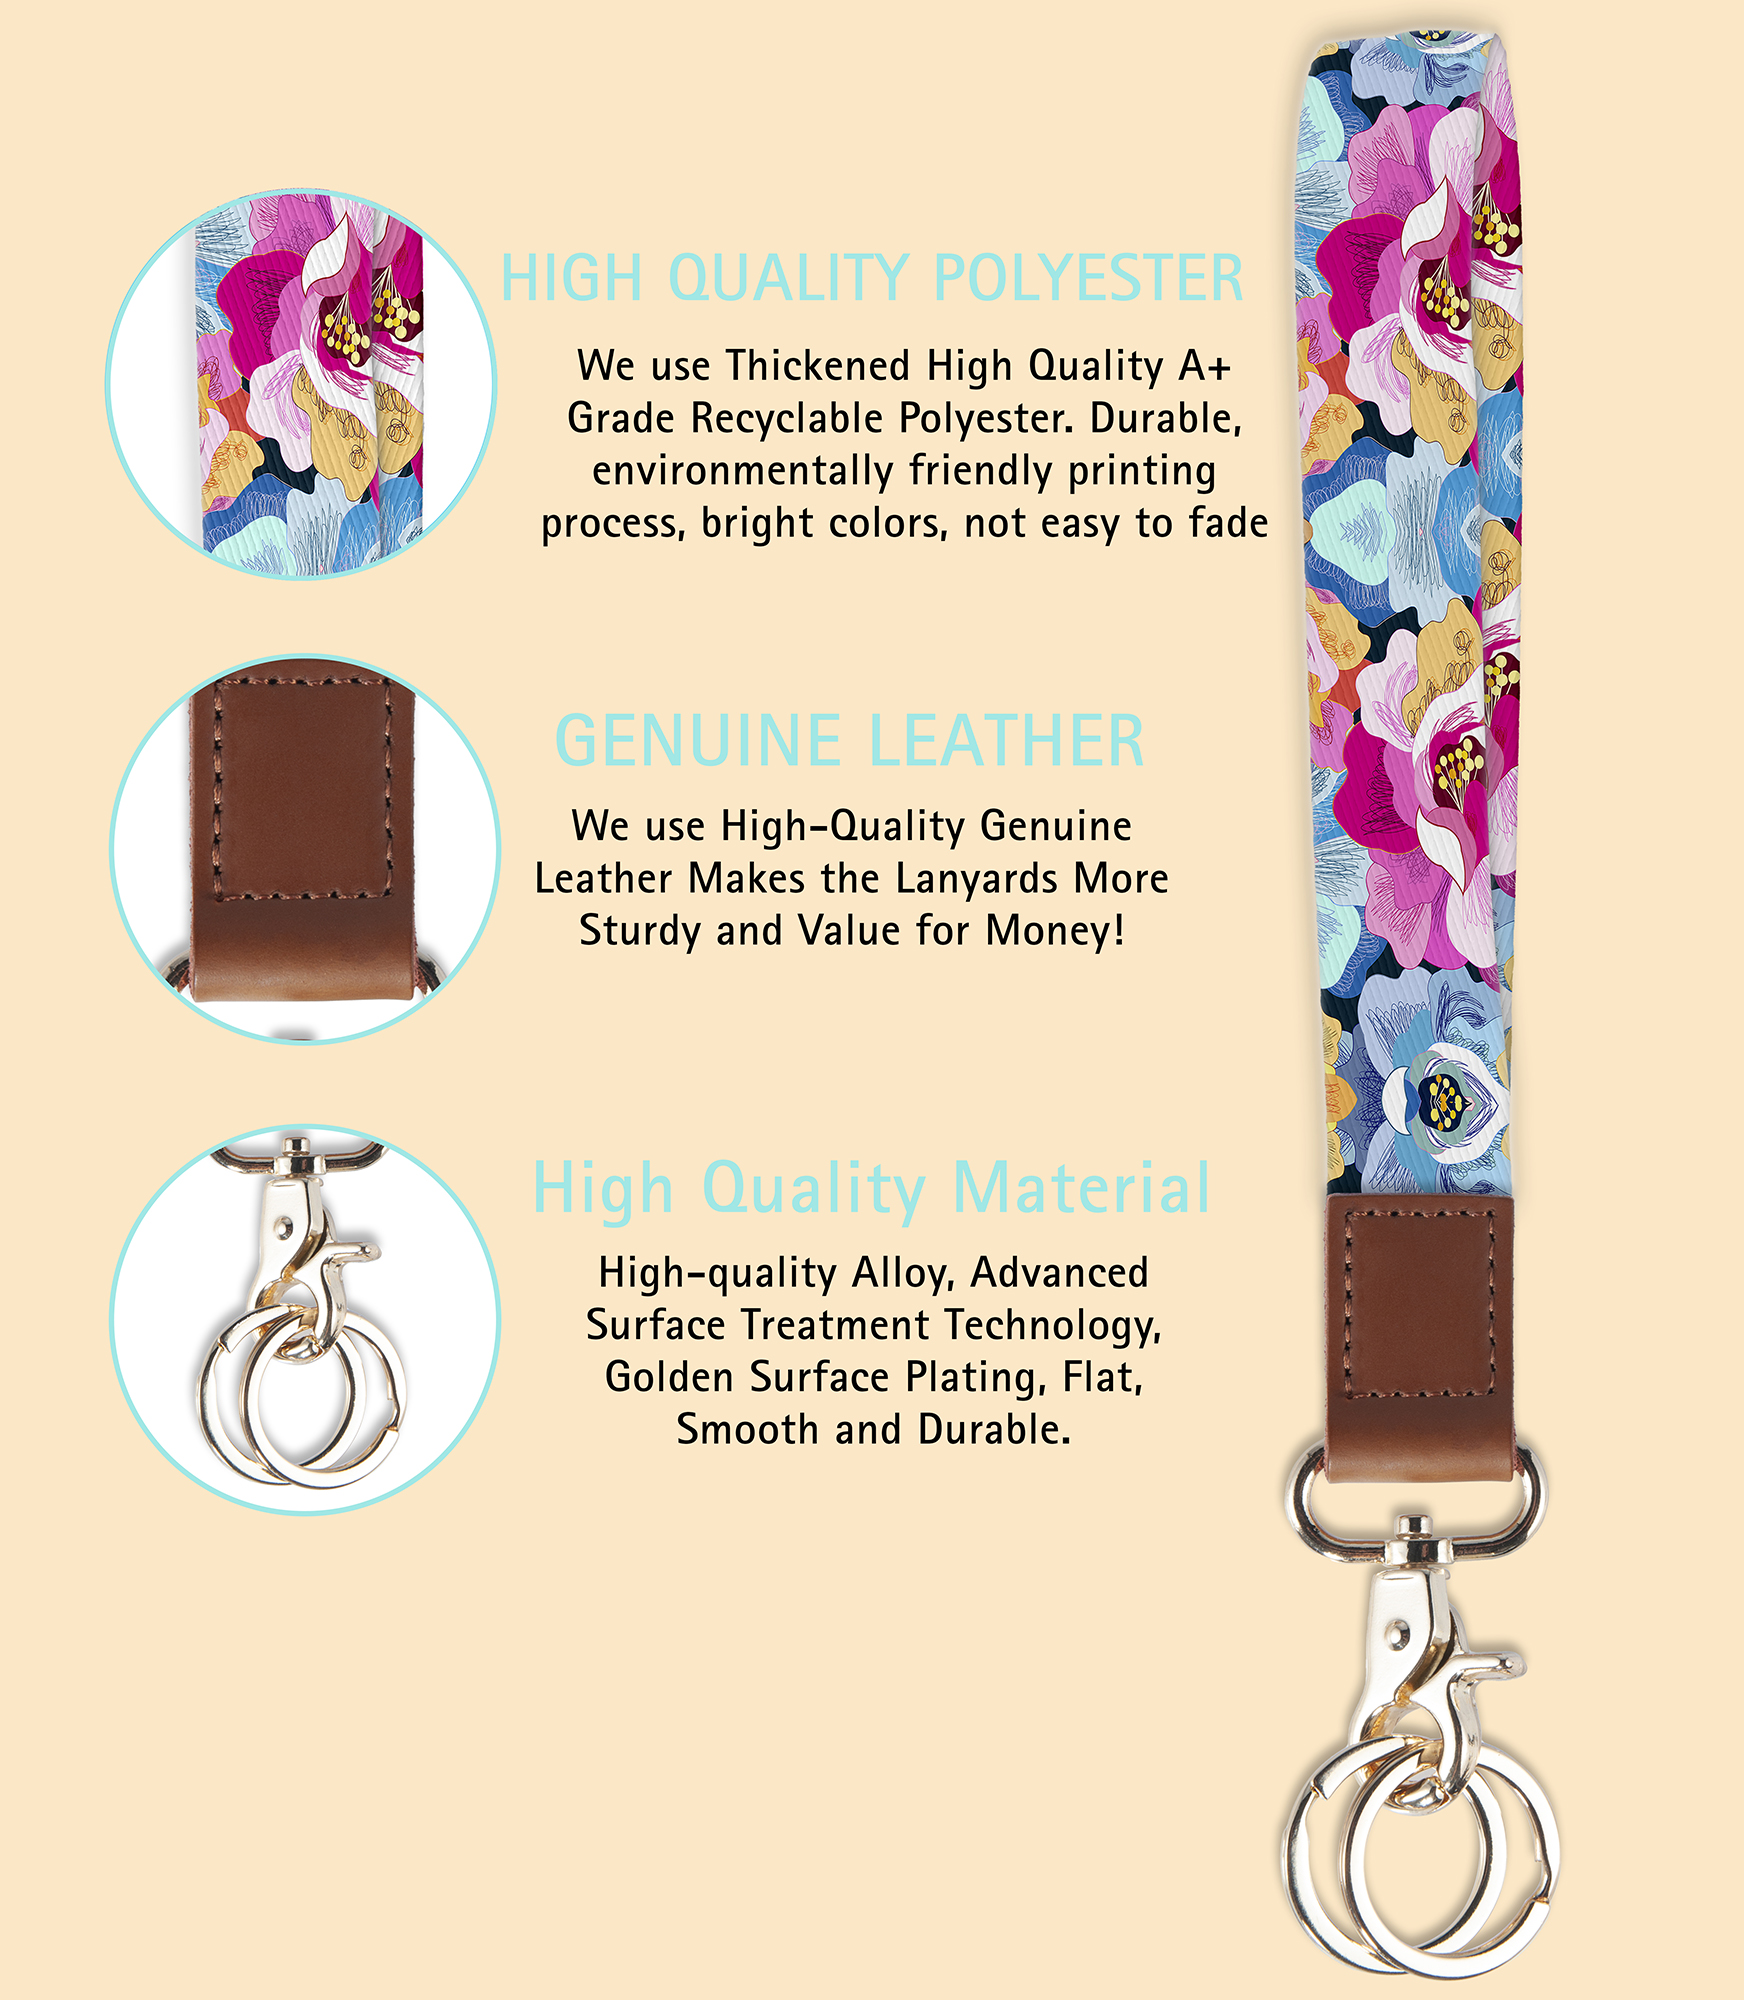 HIGH QUALITY POLYESTER
We use Thickened High Quality A+
Grade Recyclable Polyester. Durable,
environmentally friendly printing
process, bright colors, not easy to fade
GENUINE LEATHER
We use High-Quality Genuine
Leather Makes the Lanyards More
Sturdy and Value for Money!
High Quality Material
High-quality Alloy, Advanced
Surface Treatment Technology,
Golden Surface Plating, Flat,
Smooth and Durable.